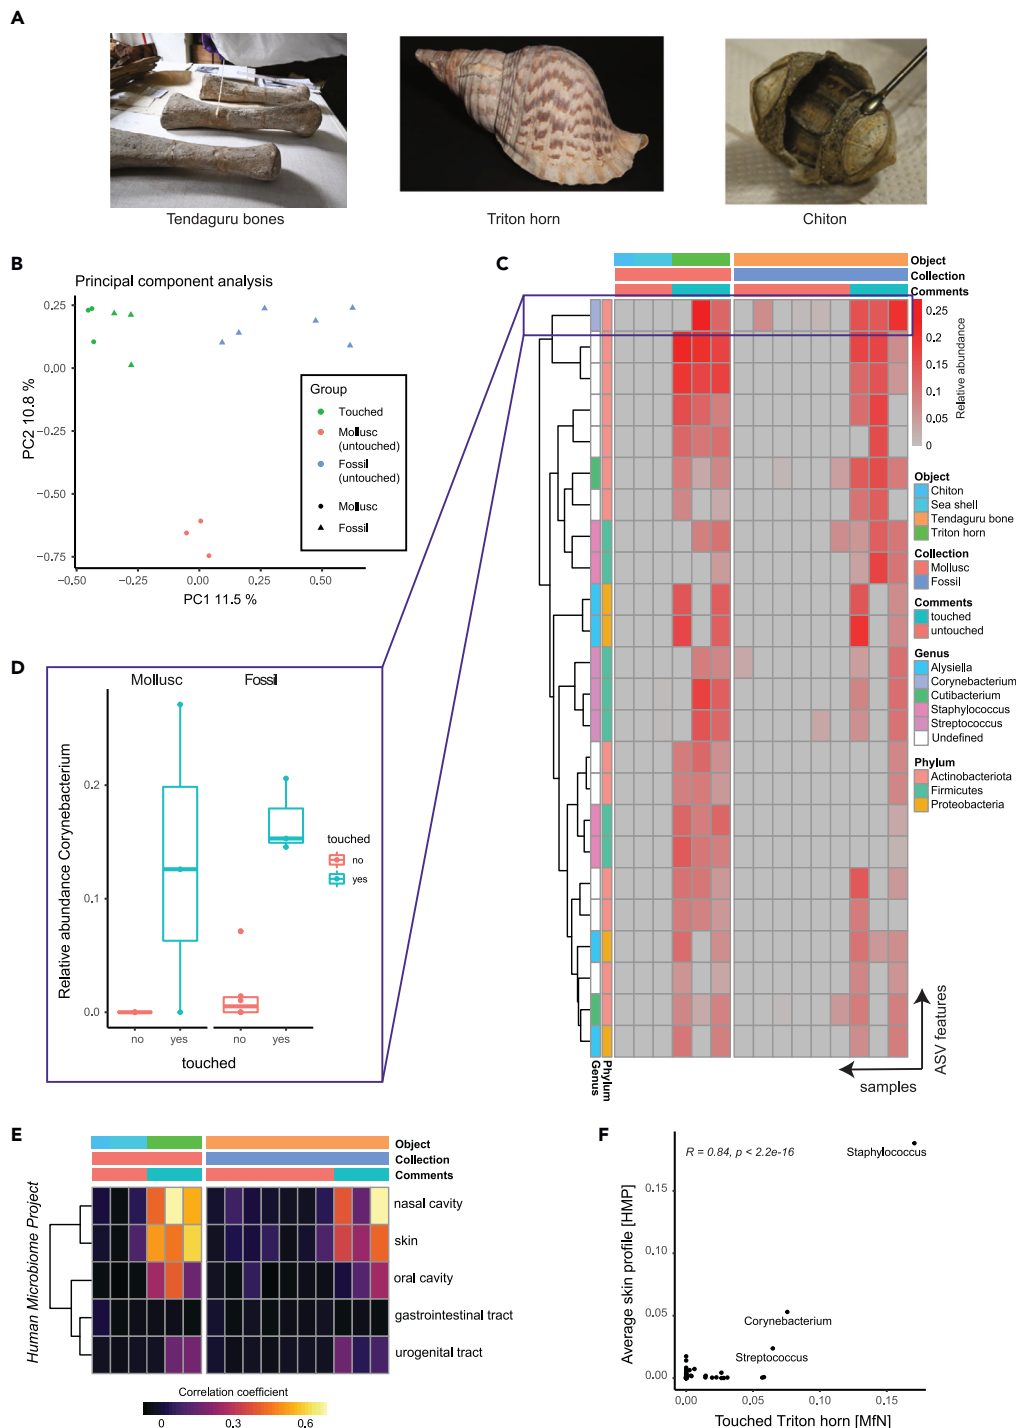 A
Tendaguru bones
Triton horn
Chiton
B
Principal component analysis
PC2 10.8 %
0.25
0.00
−0.25
−0.50
−0.75
−0.50
−0.25
0.00
0.25
0.50
PC1 11.5 %
Group
Touched
Mollusc
(untouched)
Fossil
(untouched)
Mollusc
Fossil
C
Object
Collection
Comments
0.25
0.2
0.15
0.1
0.05
0
Relative abundance
Object
Chiton
Sea shell
Tendaguru bone
Triton horn
Collection
Mollusc
Fossil
Comments
touched
untouched
Genus
Alysiella
Corynebacterium
Cutibacterium
Staphylococcus
Streptococcus
Undefined
Phylum
Actinobacteriota
Firmicutes
Proteobacteria
Genus
Phylum
samples
ASV features
D
Mollusc
Fossil
Relative abundance Corynebacterium
0.2
0.1
0.0
no
yes
no
yes
touched
touched
no
yes
E
Object
Collection
Comments
Human Microbiome Project
nasal cavity
skin
oral cavity
gastrointestinal tract
urogenital tract
Correlation coefficient
0
0.3
0.6
F
R = 0.84, p < 2.2e-16
Staphylococcus
Corynebacterium
Streptococcus
Average skin profile [HMP]
0.15
0.10
0.05
0.00
0.00
0.05
0.10
0.15
Touched Triton horn [MfN]